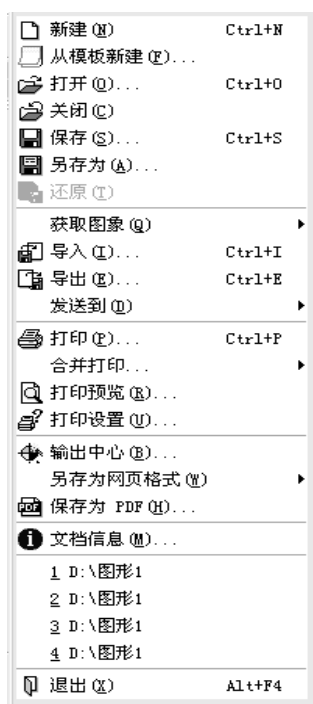 新建(N) Ctrl+N
从模板新建(F)...
打开(O)... Ctrl+O
关闭(C)
保存(S)... Ctrl+S
另存为(A)...
还原(T)
获取图象(Q)
导入(I)... Ctrl+I
导出(E)... Ctrl+E
发送到(D)
打印(P)... Ctrl+P
合并打印...
打印预览(R)...
打印设置(U)...
输出中心(B)...
另存为网页格式(W)
保存为 PDF(H)...
文档信息(M)...
1 D:\图形1
2 D:\图形1
3 D:\图形1
4 D:\图形1
退出(X) Alt+F4